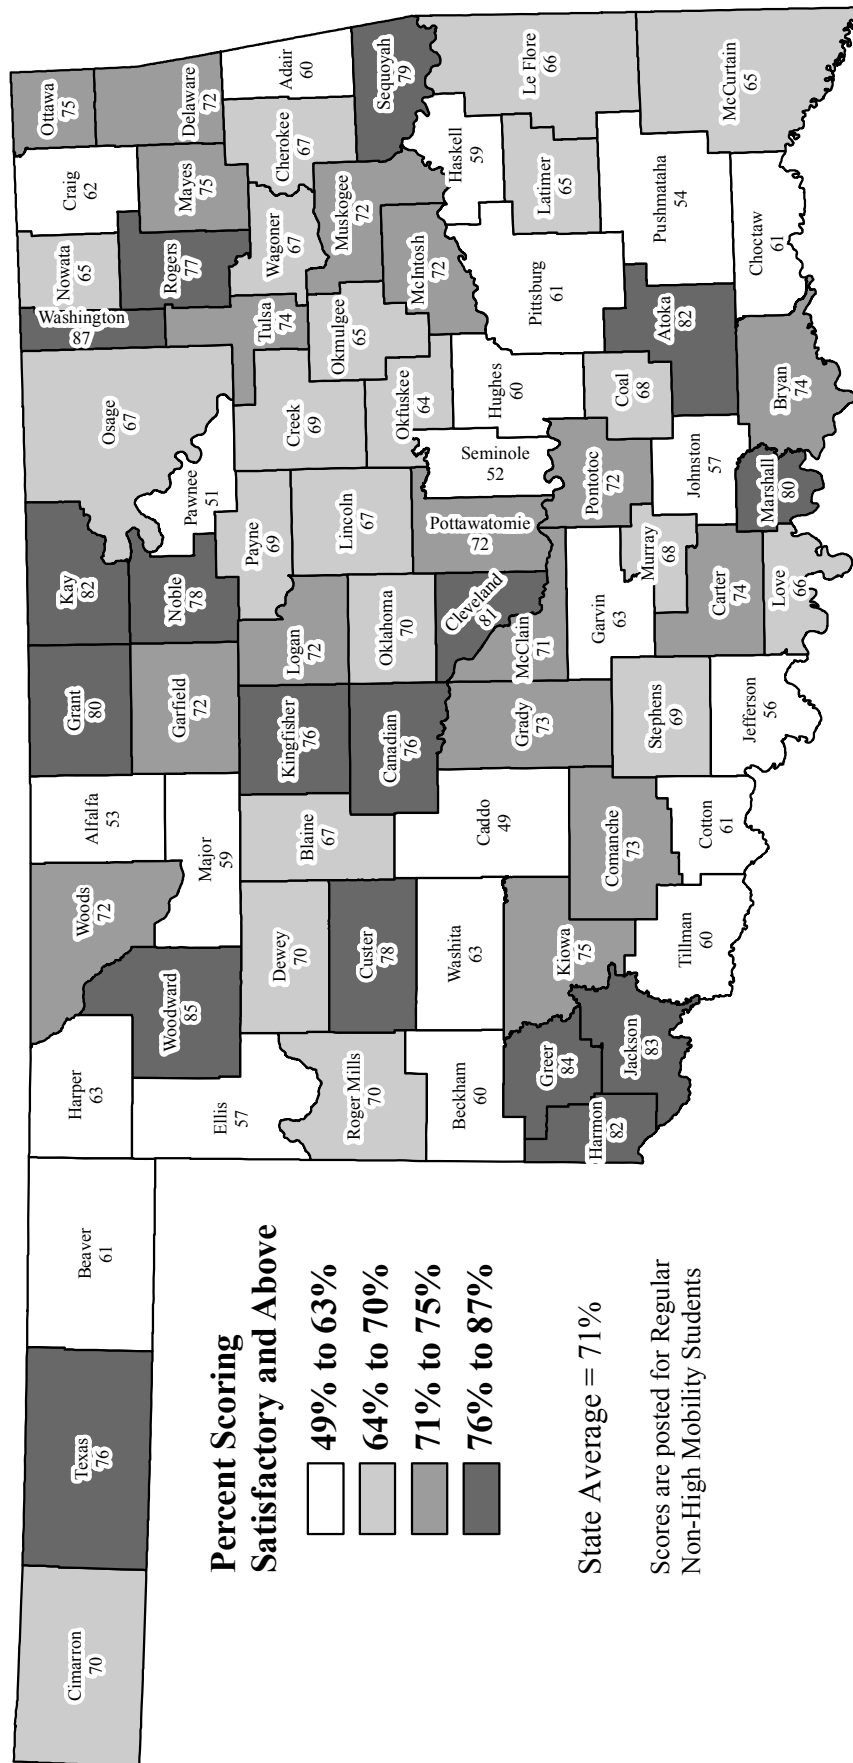 Cimarron
70
Texas
76
Beaver
61
Harper
63
Woods
72
Alfalfa
53
Grant
80
Kay
82
Osage
67
Washington
87
Nowata
65
Craig
62
Ottawa
75
Ellis
57
Woodward
85
Major
59
Garfield
72
Noble
78
Pawnee
51
Rogers
77
Mayes
75
Delaware
72
Roger Mills
70
Dewey
70
Blaine
67
Kingfisher
76
Logan
72
Payne
69
Creek
69
Tulsa
74
Wagoner
67
Cherokee
67
Adair
60
Custer
78
Canadian
76
Oklahoma
70
Lincoln
67
Okmulgee
65
Muskogee
72
Sequoyah
79
Beckham
60
Washita
63
Caddo
49
Grady
73
Cleveland
81
McClain
71
Pottawatomie
72
Seminole
52
Okfuskee
64
McIntosh
72
Haskell
59
Hughes
60
Pittsburg
61
Latimer
65
Le Flore
66
Harmon
82
Greer
84
Kiowa
75
Jackson
83
Comanche
73
Tillman
60
Cotton
61
Stephens
69
Jefferson
56
Garvin
63
Murray
68
Carter
74
Love
66
Pontotoc
72
Johnston
57
Marshall
80
Coal
68
Atoka
82
Bryan
74
Pushmataha
54
Choctaw
61
McCurtain
65
Percent Scoring
Satisfactory and Above
49% to 63%
64% to 70%
71% to 75%
76% to 87%
State Average = 71%
Scores are posted for Regular
Non-High Mobility Students